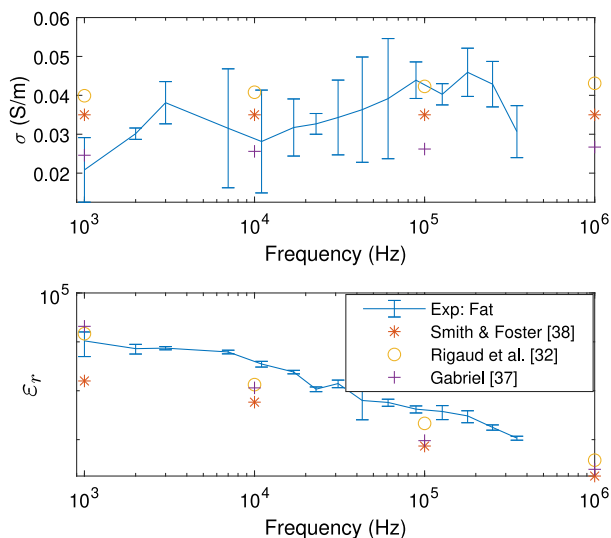 0.06
0.05
0.04
0.03
0.02
σ (S/m)
10^3 10^4 10^5 10^6
Frequency (Hz)
10^5
ε_r
Exp: Fat
Smith & Foster [38]
Rigaud et al. [32]
Gabriel [37]
10^3 10^4 10^5 10^6
Frequency (Hz)